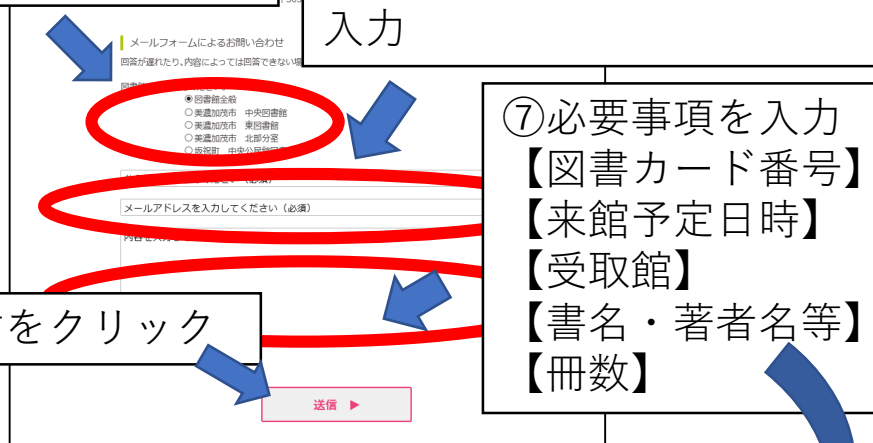 入力
メールフォームによるお問い合わせ
回答が遅れたり、内容によっては回答できない場
図書館全般
美濃加茂市 中央図書館
美濃加茂市 東図書館
美濃加茂市 北部分室
坂祝町 中央公民館図
(必須)
メールアドレスを入力してください(必須)
⑦必要事項を入力
【図書カード番号】
【来館予定日時】
【受取館】
【書名・著者名等】
【冊数】
をクリック
送信 ▶